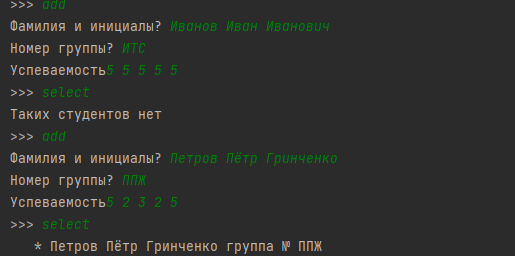 >>> add
Фамилия и инициалы? Иванов Иван Иванович
Номер группы? ИТС
Успеваемость5 5 5 5 5
>>> select
Таких студентов нет
>>> add
Фамилия и инициалы? Петров Пётр Гринченко
Номер группы? ППЖ
Успеваемость5 2 3 2 5
>>> select
* Петров Пётр Гринченко группа № ППЖ